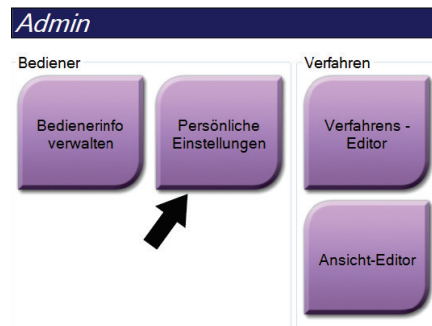 Admin
Bediener
Verfahren
Bedienerinfo
verwalten
Persönliche
Einstellungen
Verfahrens -
Editor
Ansicht-Editor